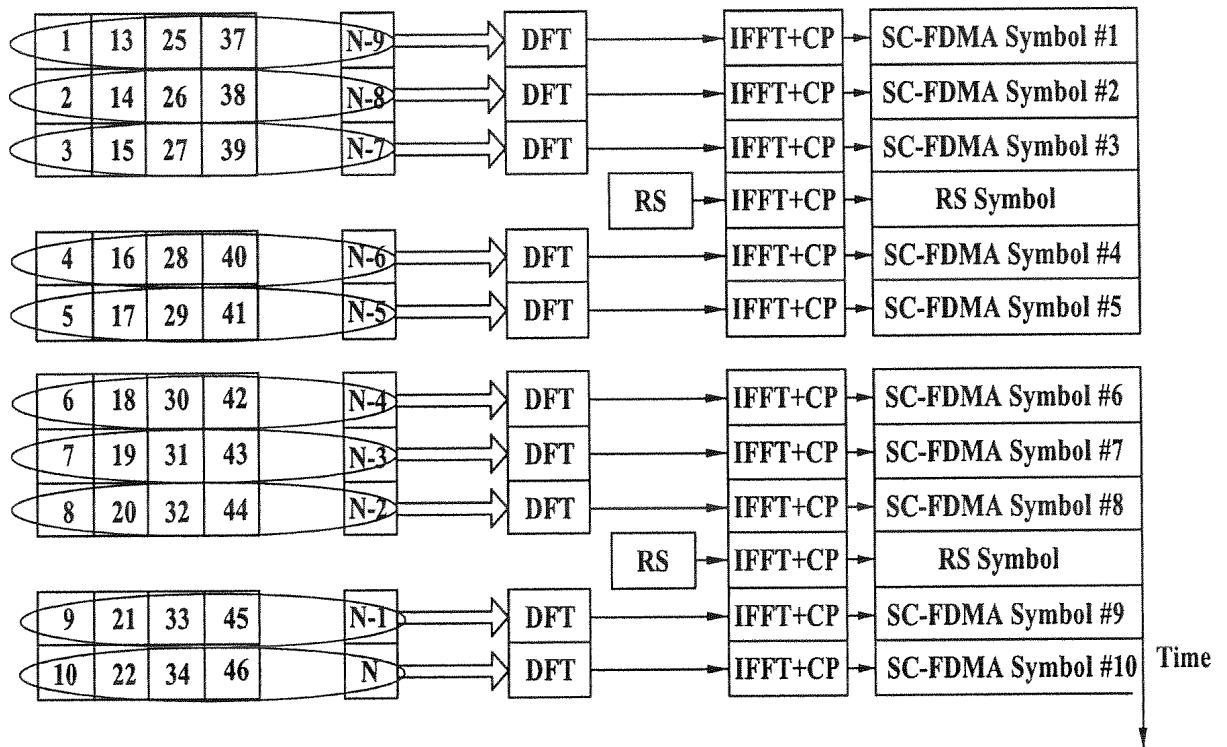 1 13 25 37 N-9 DFT IFFT+CP SC-FDMA Symbol #1
2 14 26 38 N-8 DFT IFFT+CP SC-FDMA Symbol #2
3 15 27 39 N-7 DFT IFFT+CP SC-FDMA Symbol #3
RS IFFT+CP RS Symbol
4 16 28 40 N-6 DFT IFFT+CP SC-FDMA Symbol #4
5 17 29 41 N-5 DFT IFFT+CP SC-FDMA Symbol #5
6 18 30 42 N-4 DFT IFFT+CP SC-FDMA Symbol #6
7 19 31 43 N-3 DFT IFFT+CP SC-FDMA Symbol #7
8 20 32 44 N-2 DFT IFFT+CP SC-FDMA Symbol #8
RS IFFT+CP RS Symbol
9 21 33 45 N-1 DFT IFFT+CP SC-FDMA Symbol #9
10 22 34 46 N DFT IFFT+CP SC-FDMA Symbol #10
Time